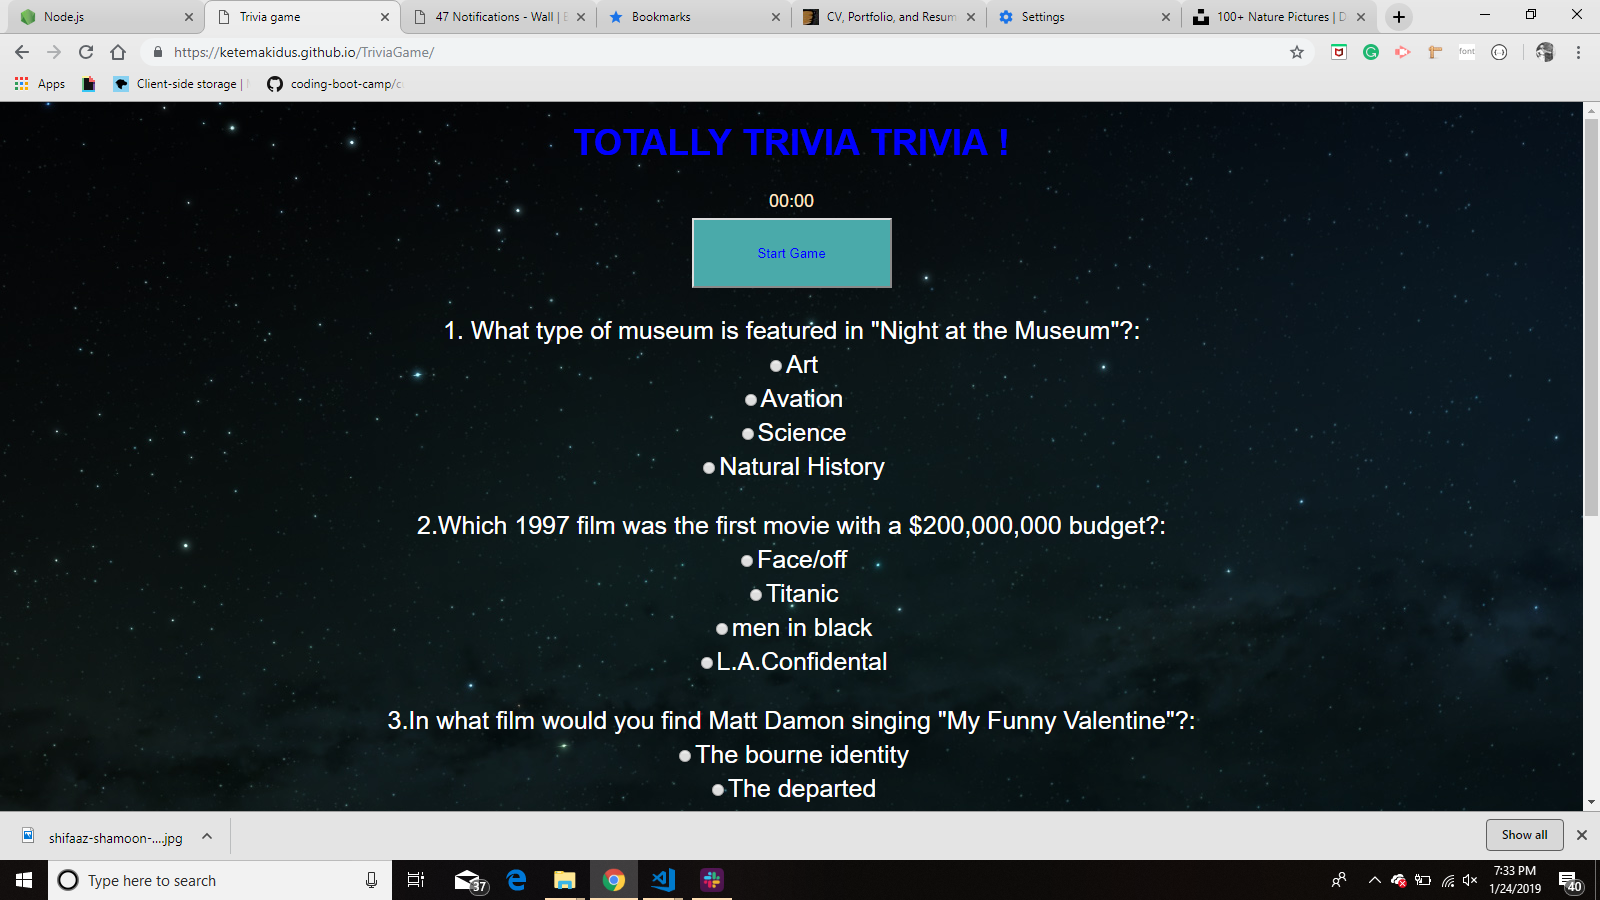 Node.js
Trivia game
47 Notifications - Wall | E
Bookmarks
CV, Portfolio, and Resum
Settings
100+ Nature Pictures | D
https://ketemakidus.github.io/TriviaGame/
font
Apps
Client-side storage |
coding-boot-camp/c
TOTALLY TRIVIA TRIVIA !
00:00
Start Game
1. What type of museum is featured in "Night at the Museum"?:
Art
Avation
Science
Natural History
2.Which 1997 film was the first movie with a $200,000,000 budget?:
Face/off
Titanic
men in black
L.A.Confidental
3.In what film would you find Matt Damon singing "My Funny Valentine"?:
The bourne identity
The departed
shifaaz-shamoon-....jpg
Show all
Type here to search
37
7:33 PM
1/24/2019
40